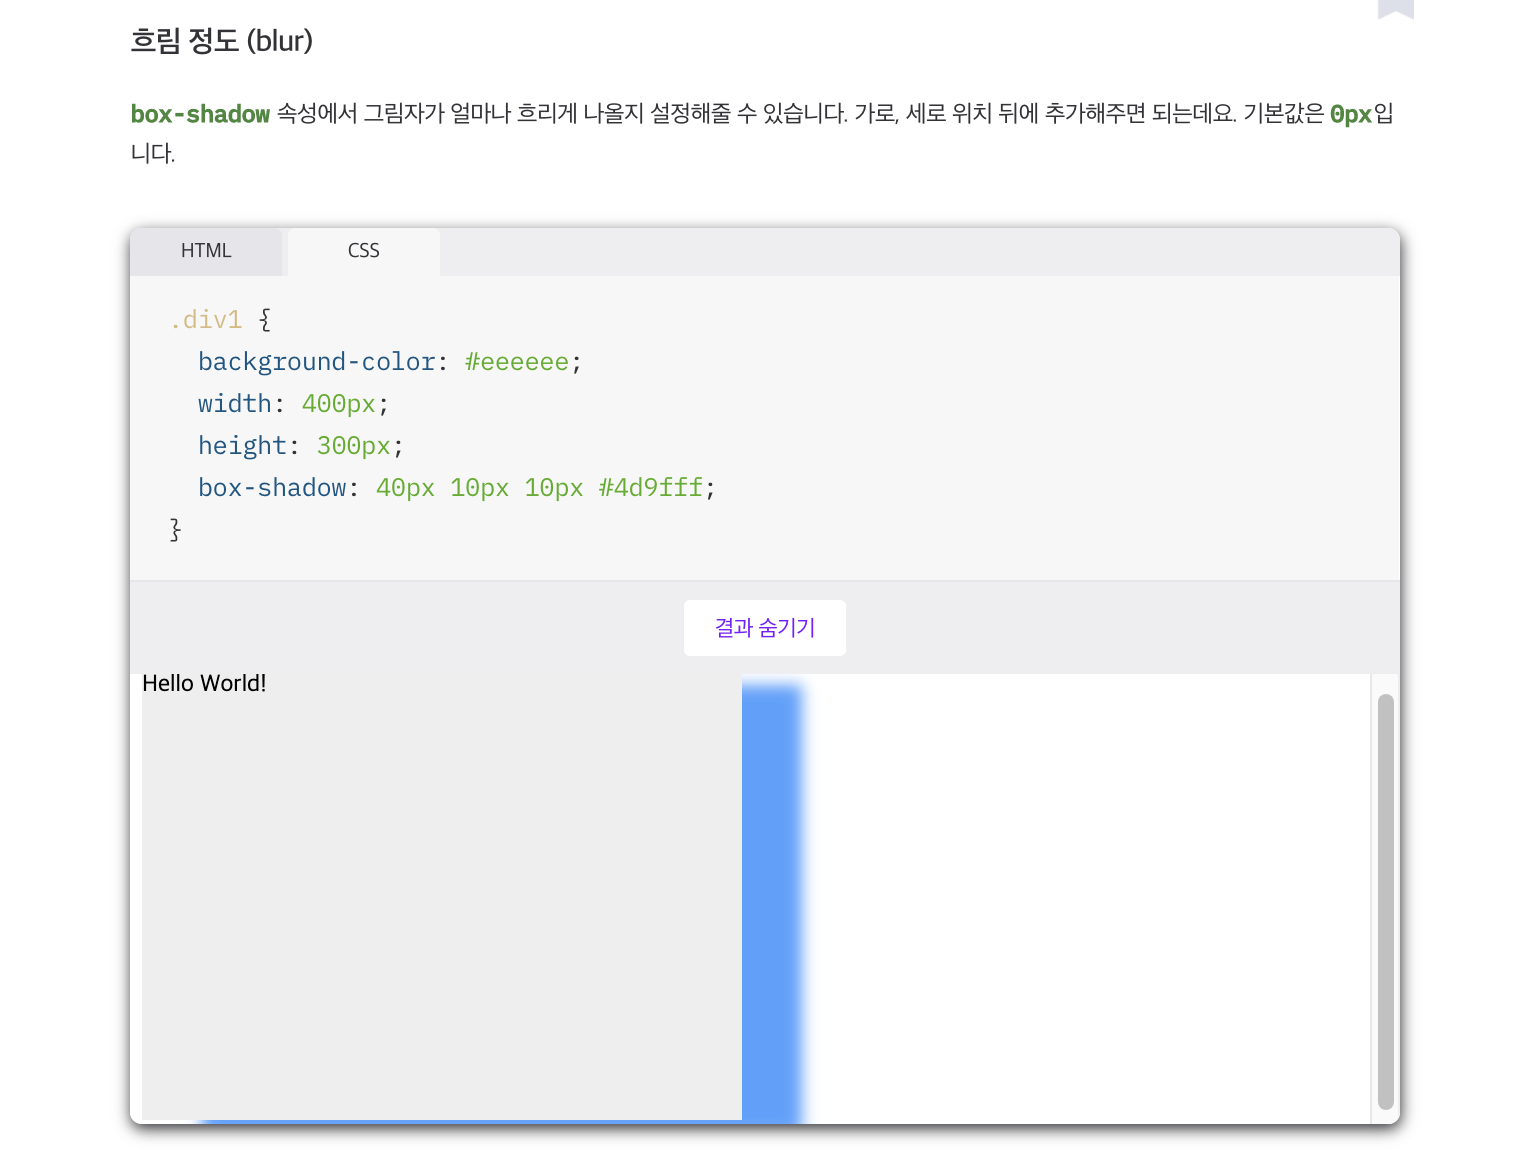 흐림 정도 (blur)
box-shadow 속성에서 그림자가 얼마나 흐리게 나올지 설정해줄 수 있습니다. 가로, 세로 위치 뒤에 추가해주면 되는데요. 기본값은 0px입
니다.
HTML CSS
.div1 {
  background-color: #eeeeee;
  width: 400px;
  height: 300px;
  box-shadow: 40px 10px 10px #4d9fff;
}
결과 숨기기
Hello World!